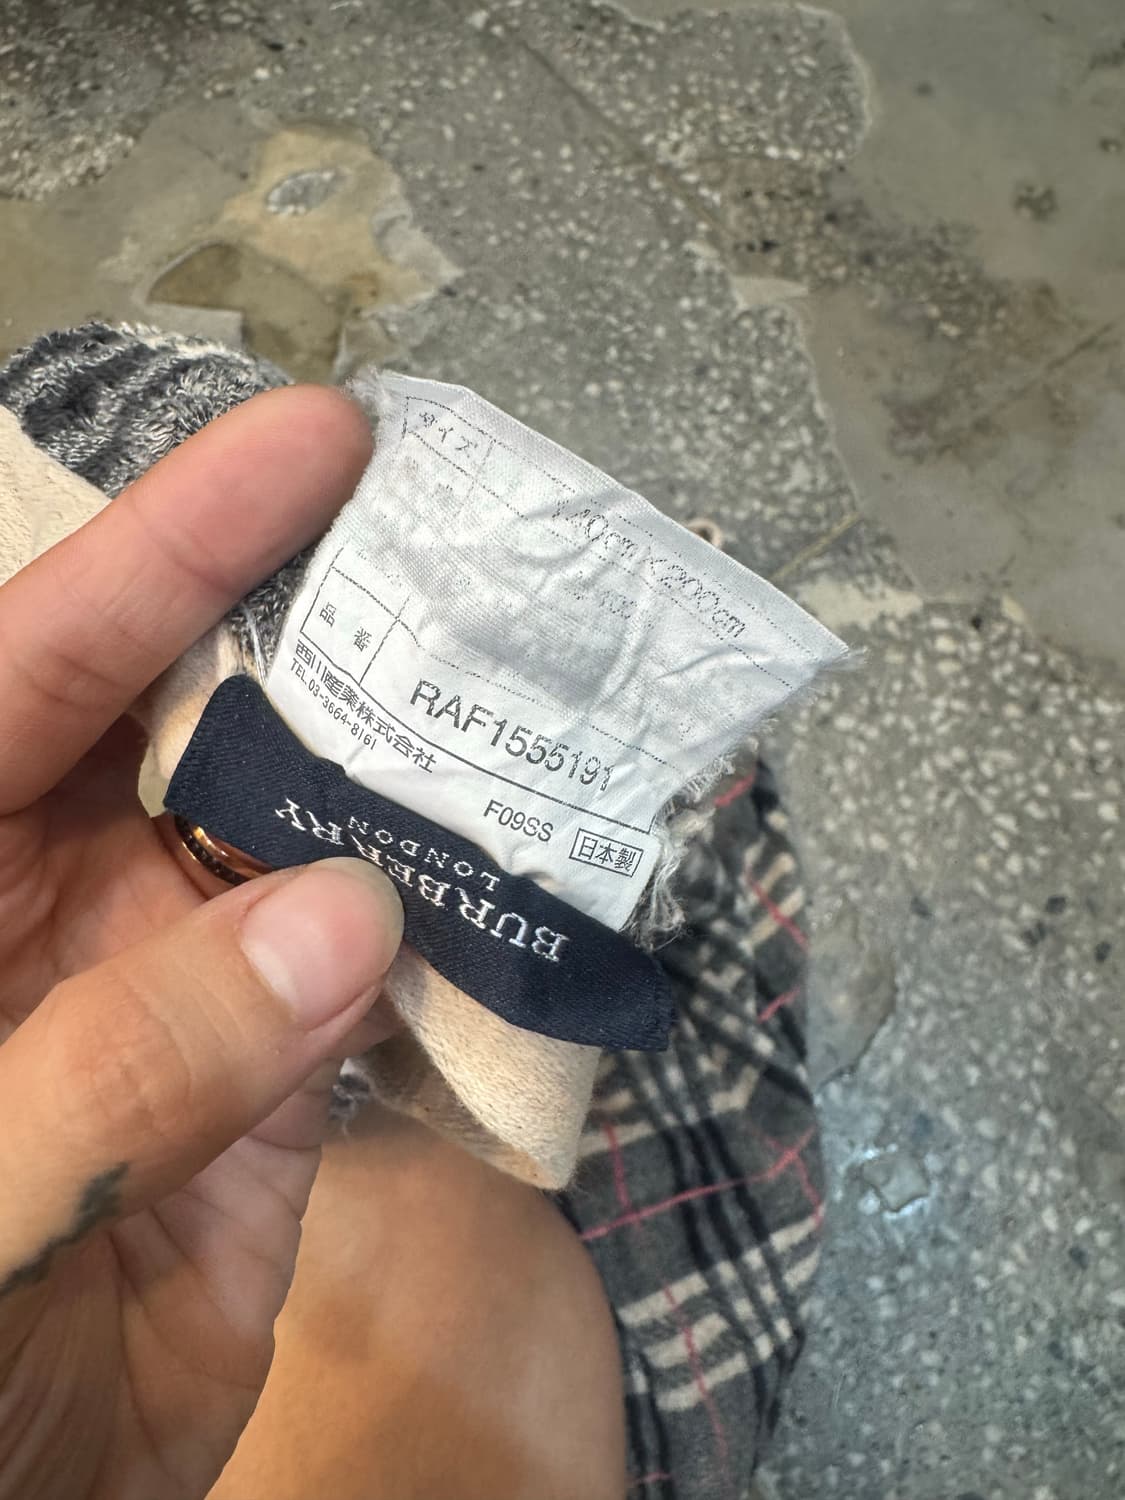 サイズ
140cm×200cm
品番
RAF1555191
西川産業株式会社
TEL.03-3664-8161
F09SS 日本製
BURBERRY
LONDON